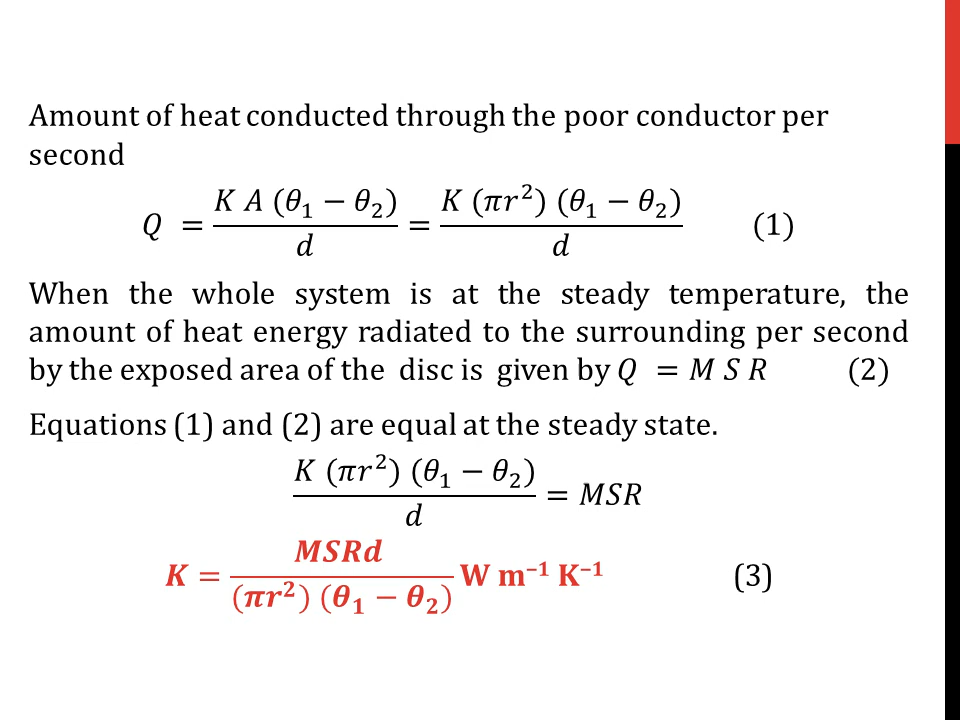 Amount of heat conducted through the poor conductor per
second
𝑄 = 𝐾 𝐴 (𝜃₁ − 𝜃₂) / 𝑑 = 𝐾 (𝜋𝑟²) (𝜃₁ − 𝜃₂) / 𝑑 (1)
When the whole system is at the steady temperature, the
amount of heat energy radiated to the surrounding per second
by the exposed area of the disc is given by 𝑄 = 𝑀 𝑆 𝑅 (2)
Equations (1) and (2) are equal at the steady state.
𝐾 (𝜋𝑟²) (𝜃₁ − 𝜃₂) / 𝑑 = 𝑀𝑆𝑅
𝑲 = 𝑴𝑺𝑹𝒅 / (𝝅𝒓²) (𝜽₁ − 𝜽₂) W m⁻¹ K⁻¹ (3)